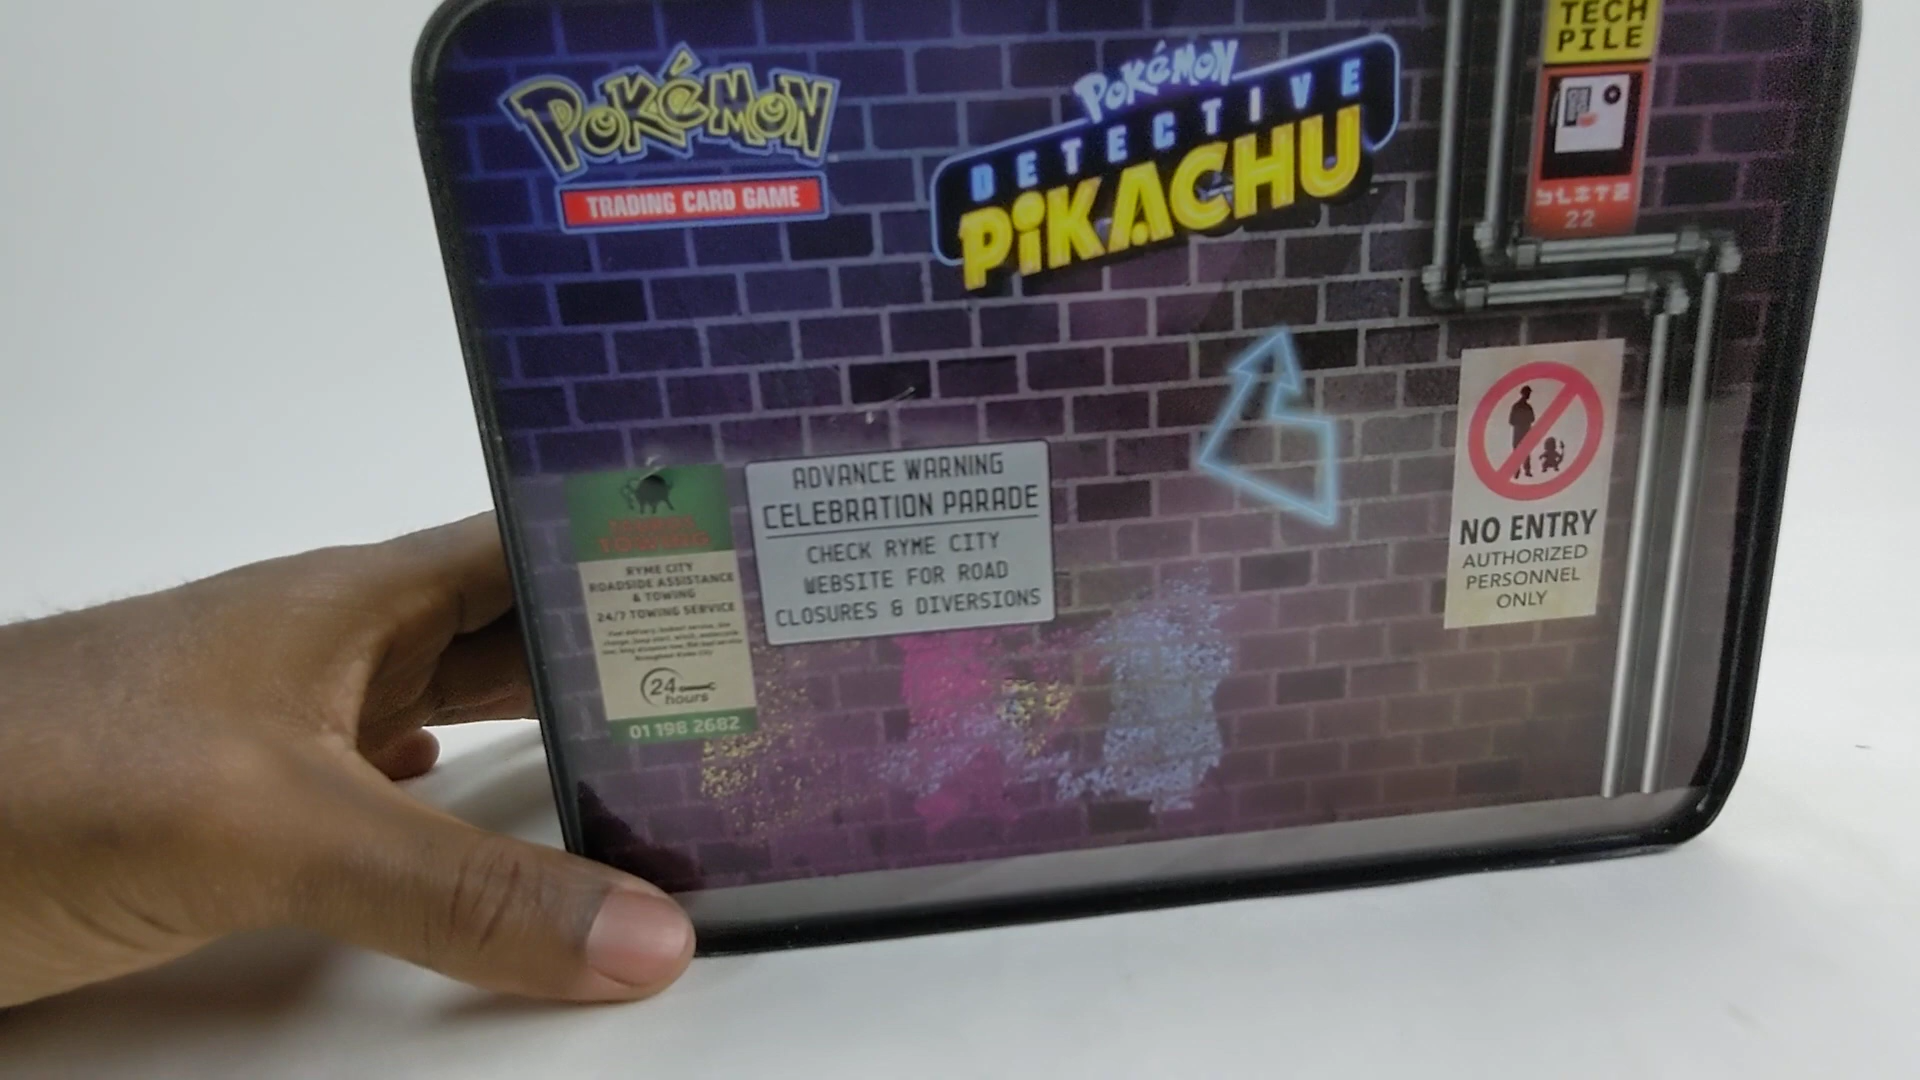 POKÉMON
TRADING CARD GAME
POKÉMON
DETECTIVE
PiKACHU
TECH
PILE
BLITZ
22
ADVANCE WARNING
CELEBRATION PARADE
CHECK RYME CITY
WEBSITE FOR ROAD
CLOSURES & DIVERSIONS
TOWING
RYME CITY
ROADSIDE ASSISTANCE
& TOWING
24/7 TOWING SERVICE
24
hours
01 198 2682
NO ENTRY
AUTHORIZED
PERSONNEL
ONLY